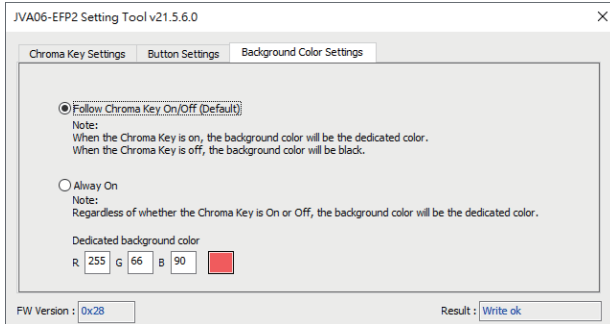 JVA06-EFP2 Setting Tool v21.5.6.0
Chroma Key Settings Button Settings Background Color Settings
Follow Chroma Key On/Off (Default)
Note:
When the Chroma Key is on, the background color will be the dedicated color.
When the Chroma Key is off, the background color will be black.
Alway On
Note:
Regardless of whether the Chroma Key is On or Off, the background color will be the dedicated color.
Dedicated background color
R 255 G 66 B 90
FW Version : 0x28 Result : Write ok